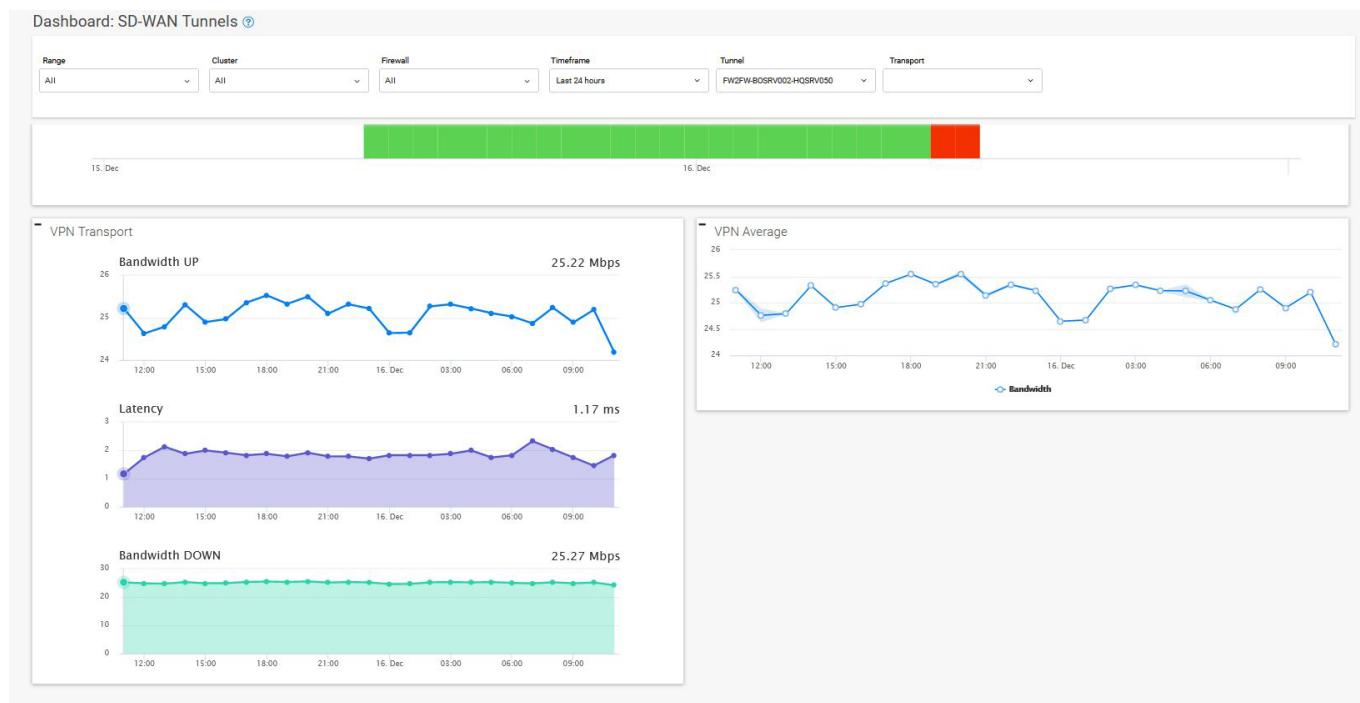 Dashboard: SD-WAN Tunnels ?
Range Cluster Firewall Timeframe Tunnel Transport
All All All Last 24 hours FW2FW-BOSRV002-HQSRV050
15. Dec 16. Dec
VPN Transport
Bandwidth UP 25.22 Mbps
26
25
24
12:00 15:00 18:00 21:00 16. Dec 03:00 06:00 09:00
Latency 1.17 ms
3
2
1
0
12:00 15:00 18:00 21:00 16. Dec 03:00 06:00 09:00
Bandwidth DOWN 25.27 Mbps
30
20
10
0
12:00 15:00 18:00 21:00 16. Dec 03:00 06:00 09:00
VPN Average
26
25.5
25
24.5
24
12:00 15:00 18:00 21:00 16. Dec 03:00 06:00 09:00
Bandwidth